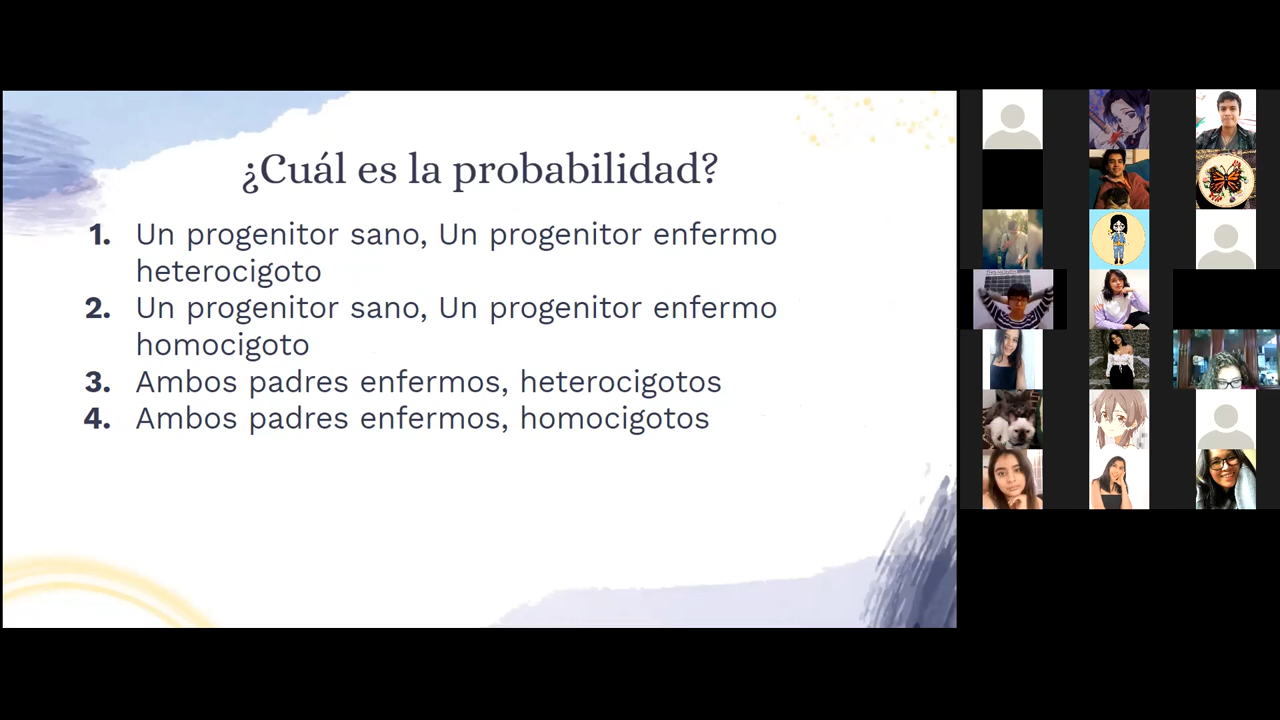 ¿Cuál es la probabilidad?
1. Un progenitor sano, Un progenitor enfermo
heterocigoto
2. Un progenitor sano, Un progenitor enfermo
homocigoto
3. Ambos padres enfermos, heterocigotos
4. Ambos padres enfermos, homocigotos